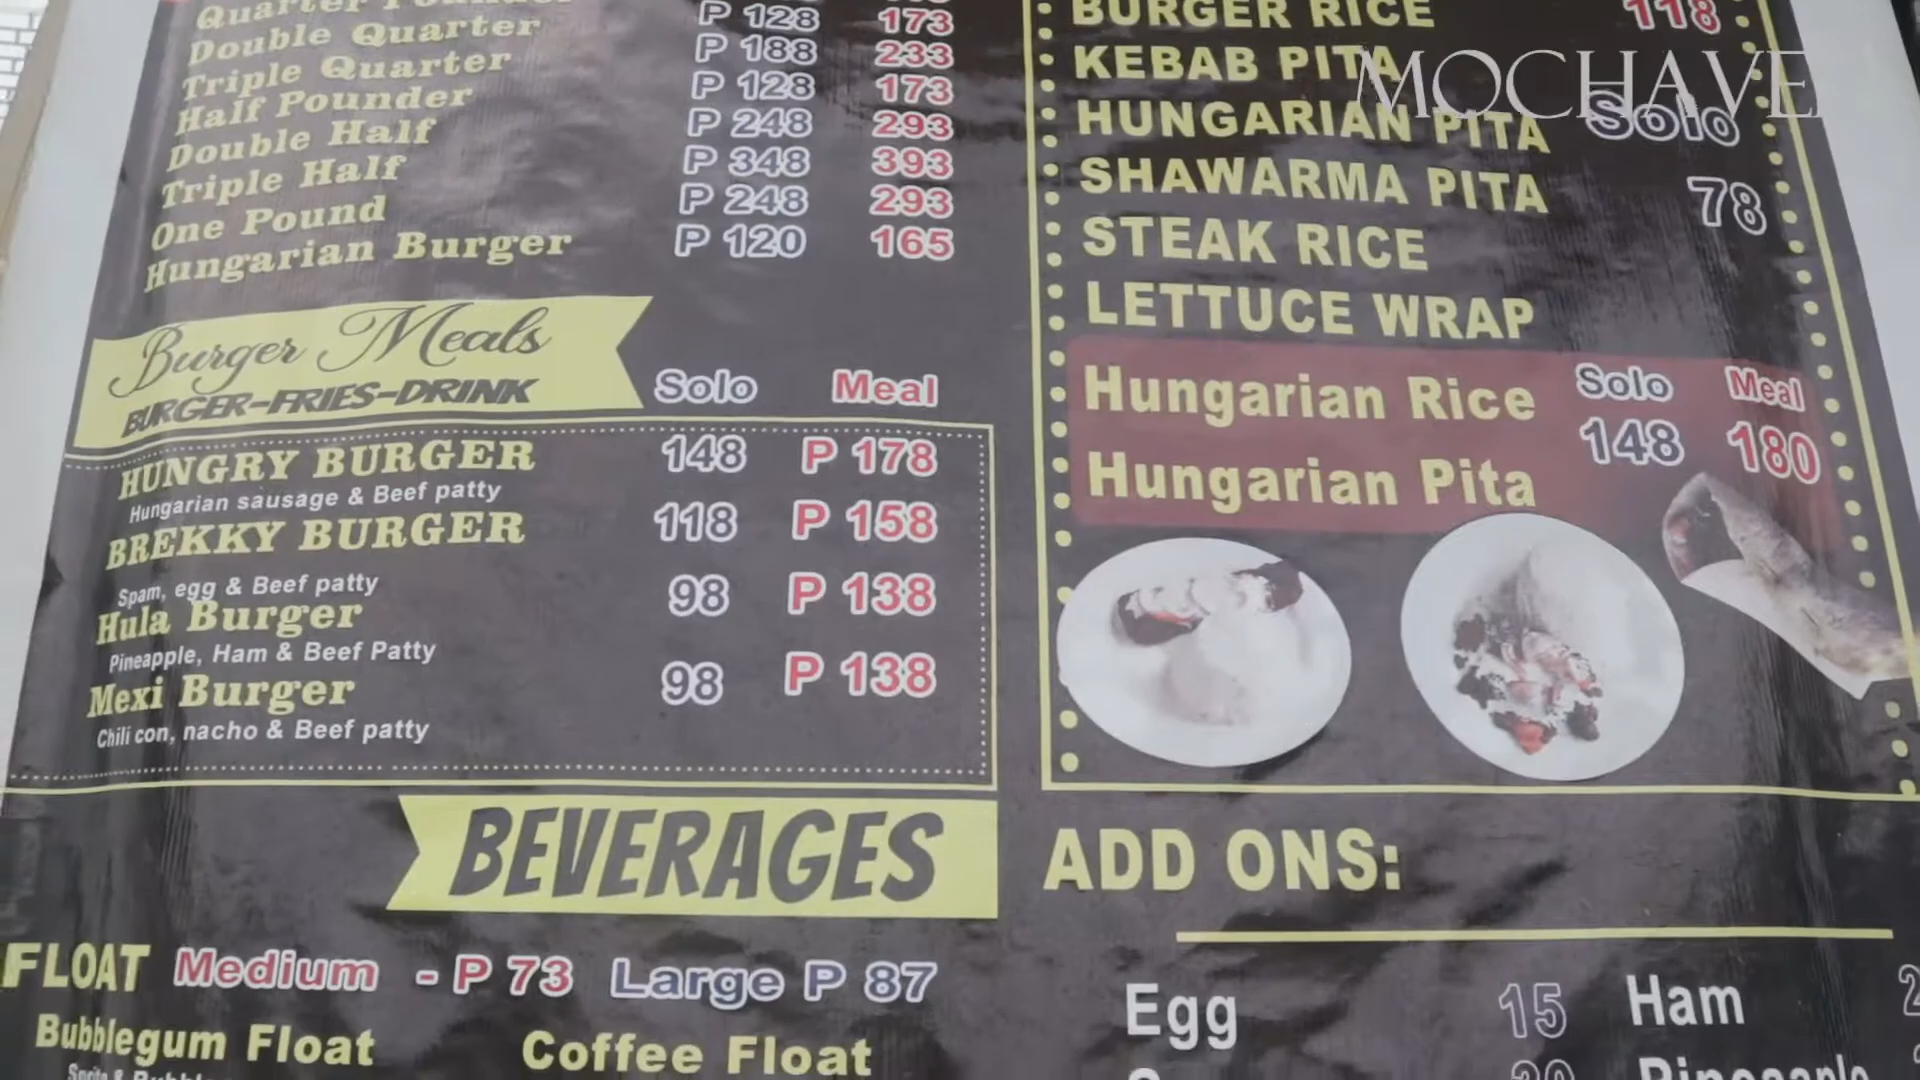 Quarter Pounder
Double Quarter P 128 173
Triple Quarter P 188 233
Half Pounder P 128 173
Double Half P 248 293
Triple Half P 348 393
One Pound P 248 293
Hungarian Burger P 120 165
Burger Meals
BURGER-FRIES-DRINK Solo Meal
HUNGRY BURGER 148 P 178
Hungarian sausage & Beef patty
BREKKY BURGER 118 P 158
Spam, egg & Beef patty
Hula Burger 98 P 138
Pineapple, Ham & Beef Patty
Mexi Burger 98 P 138
Chili con, nacho & Beef patty
BEVERAGES
FLOAT Medium - P 73 Large P 87
Bubblegum Float Coffee Float
BURGER RICE 118
KEBAB PITA
MOCHAVE
HUNGARIAN PITA Solo
SHAWARMA PITA 78
STEAK RICE
LETTUCE WRAP
Hungarian Rice Solo Meal
Hungarian Pita 148 180
ADD ONS:
Egg 15 Ham